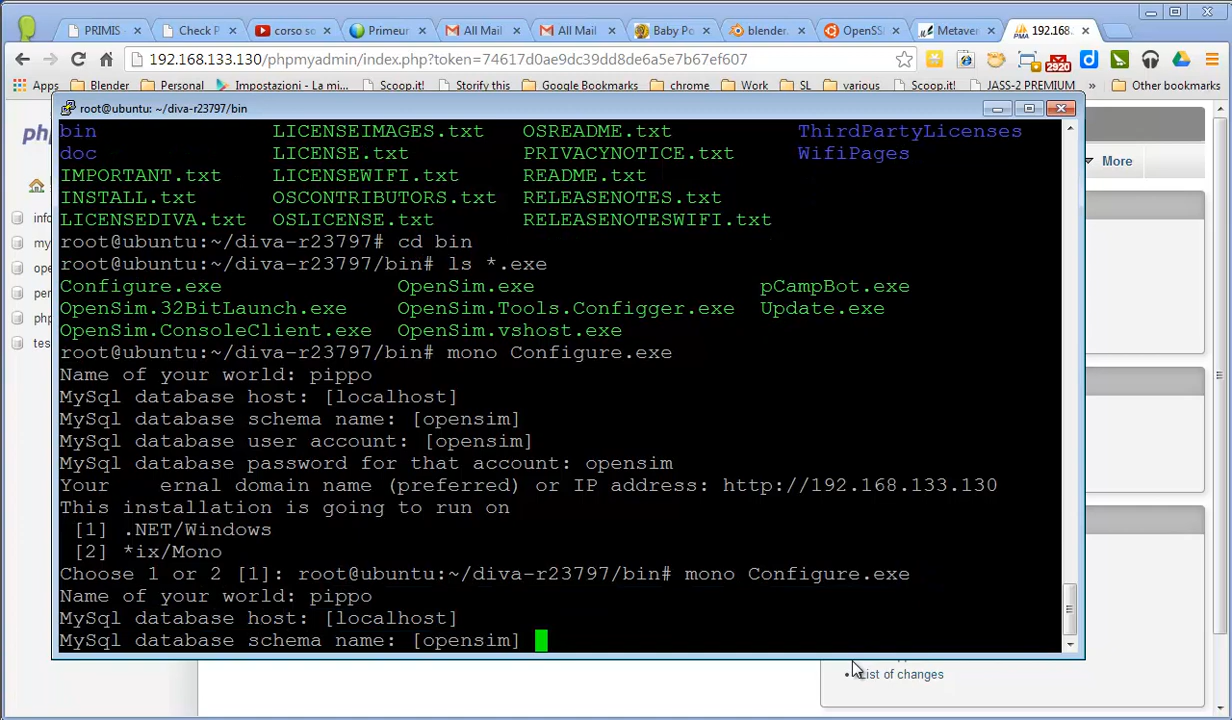 PRIMIS
Check P
corso so
Primeur
All Mail
All Mail
Baby Po
blender.
OpenSS
Metaver
192.168.
192.168.133.130/phpmyadmin/index.php?token=74617d0ae9dc39dd8de6a5e7b67ef607
2920
Apps
Blender
Personal
Impostazioni - La mi
Scoop.it!
Storify this
chrome
Work
SL
various
Scoop.it!
JASS-2 PREMIUM
»
Other bookmarks
root@ubuntu: ~/diva-r23797/bin
bin LICENSEIMAGES.txt OSREADME.txt ThirdPartyLicenses
doc LICENSE.txt PRIVACYNOTICE.txt WifiPages
IMPORTANT.txt LICENSEWIFI.txt README.txt
INSTALL.txt OSCONTRIBUTORS.txt RELEASENOTES.txt
LICENSEDIVA.txt OSLICENSE.txt RELEASENOTESWIFI.txt
root@ubuntu:~/diva-r23797# cd bin
root@ubuntu:~/diva-r23797/bin# ls *.exe
Configure.exe OpenSim.exe pCampBot.exe
OpenSim.32BitLaunch.exe OpenSim.Tools.Configger.exe Update.exe
OpenSim.ConsoleClient.exe OpenSim.vshost.exe
root@ubuntu:~/diva-r23797/bin# mono Configure.exe
Name of your world: pippo
MySql database host: [localhost]
MySql database schema name: [opensim]
MySql database user account: [opensim]
MySql database password for that account: opensim
Your ernal domain name (preferred) or IP address: http://192.168.133.130
This installation is going to run on
[1] .NET/Windows
[2] *ix/Mono
Choose 1 or 2 [1]: root@ubuntu:~/diva-r23797/bin# mono Configure.exe
Name of your world: pippo
MySql database host: [localhost]
MySql database schema name: [opensim]
php
info
my
ope
per
php
tes
More
List of changes